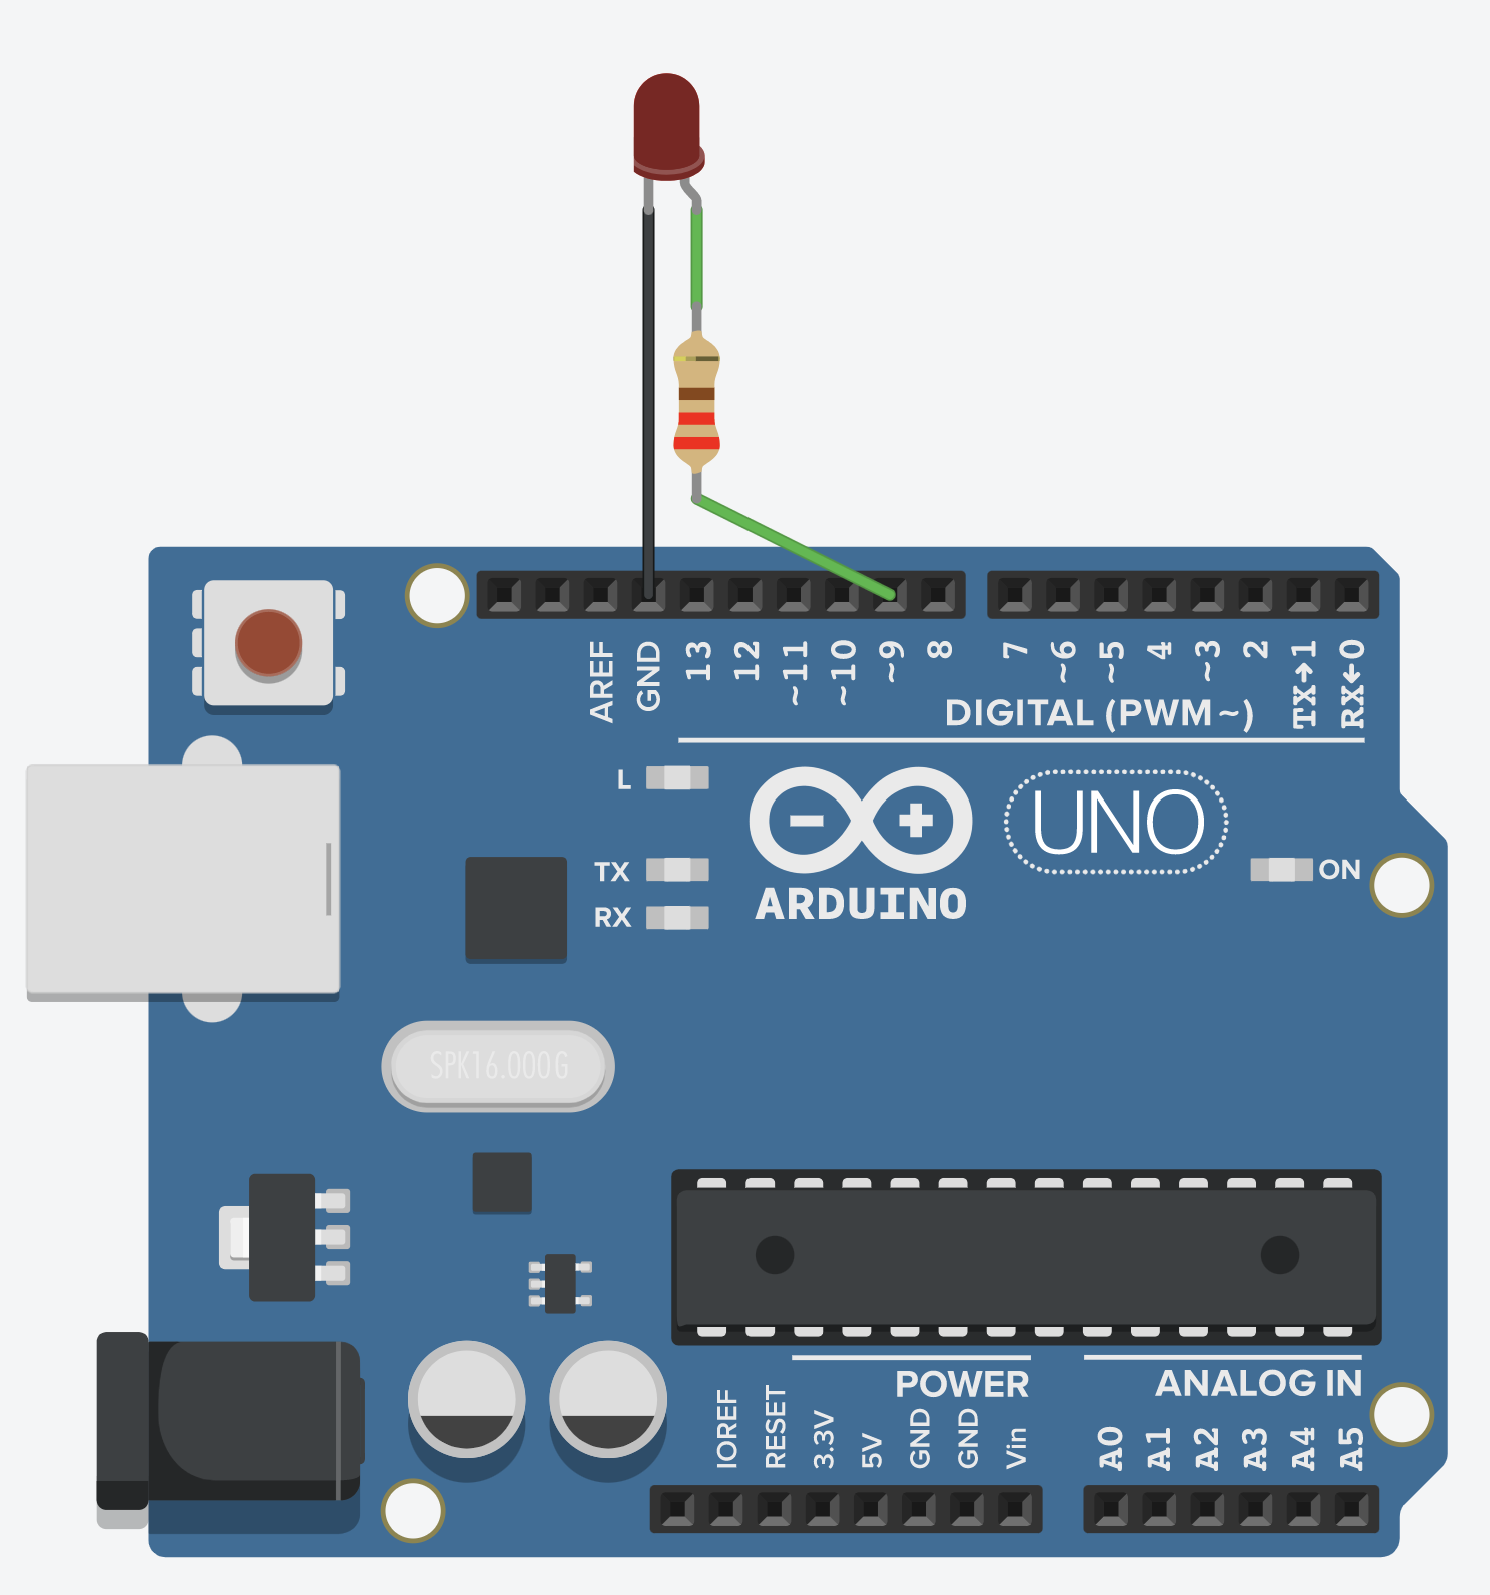 AREF
GND
13
12
~11
~10
~9
8
7
~6
~5
4
~3
2
TX→1
RX←0
DIGITAL (PWM~)
L
TX
RX
ARDUINO
UNO
ON
SPK16.000G
POWER
ANALOG IN
IOREF
RESET
3.3V
5V
GND
GND
Vin
A0
A1
A2
A3
A4
A5